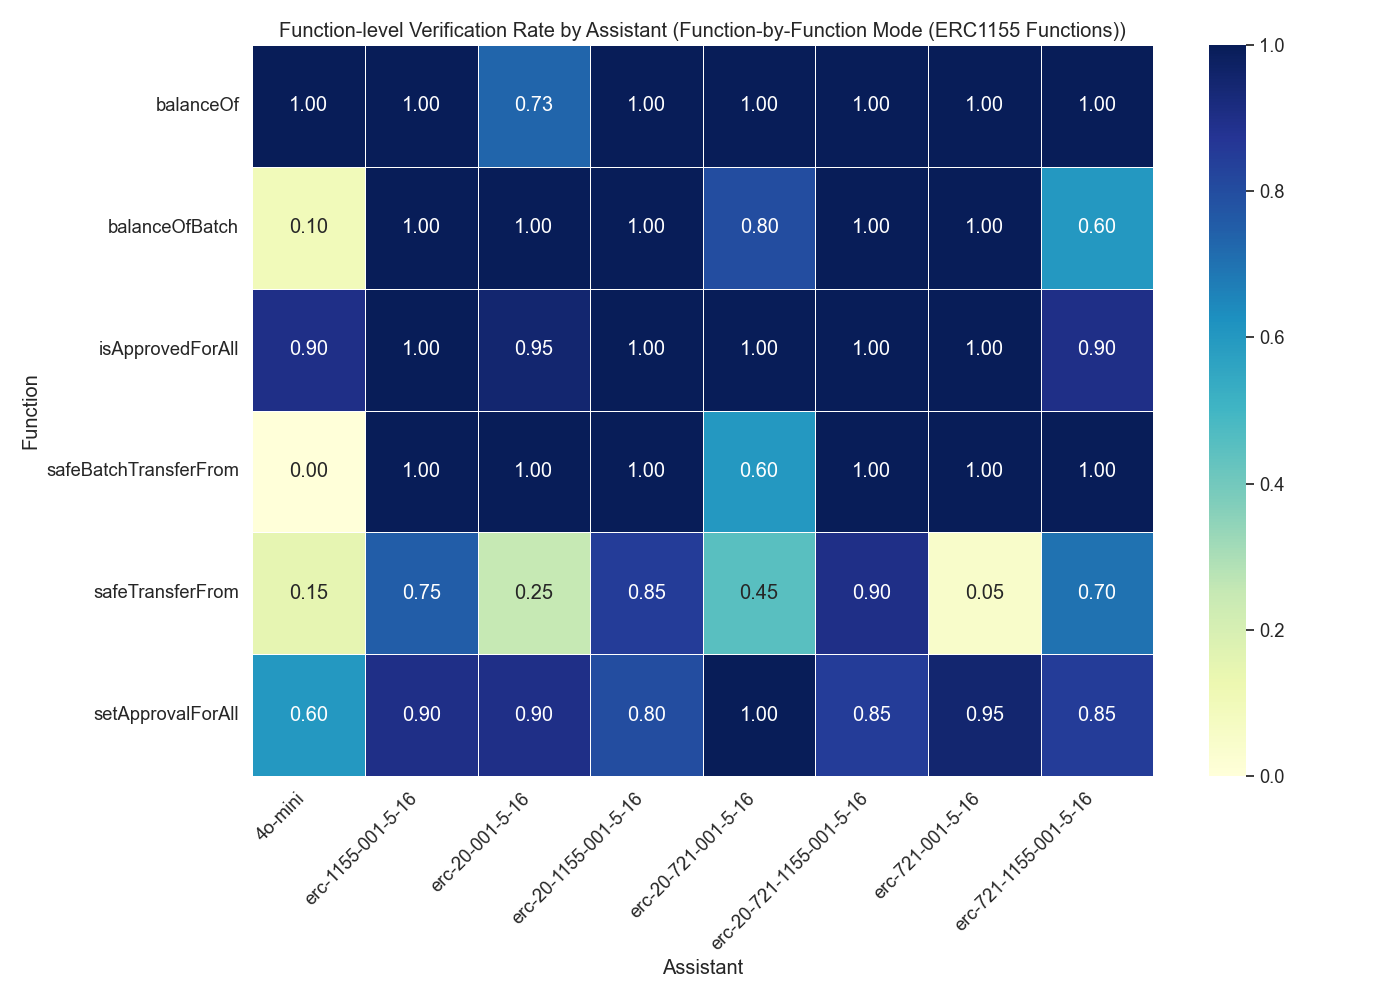 Function-level Verification Rate by Assistant (Function-by-Function Mode (ERC1155 Functions))
Function
balanceOf 1.00 1.00 0.73 1.00 1.00 1.00 1.00 1.00
balanceOfBatch 0.10 1.00 1.00 1.00 0.80 1.00 1.00 0.60
isApprovedForAll 0.90 1.00 0.95 1.00 1.00 1.00 1.00 0.90
safeBatchTransferFrom 0.00 1.00 1.00 1.00 0.60 1.00 1.00 1.00
safeTransferFrom 0.15 0.75 0.25 0.85 0.45 0.90 0.05 0.70
setApprovalForAll 0.60 0.90 0.90 0.80 1.00 0.85 0.95 0.85
4o-mini
erc-1155-001-5-16
erc-20-001-5-16
erc-20-1155-001-5-16
erc-20-721-001-5-16
erc-20-721-1155-001-5-16
erc-721-001-5-16
erc-721-1155-001-5-16
Assistant
1.0
0.8
0.6
0.4
0.2
0.0